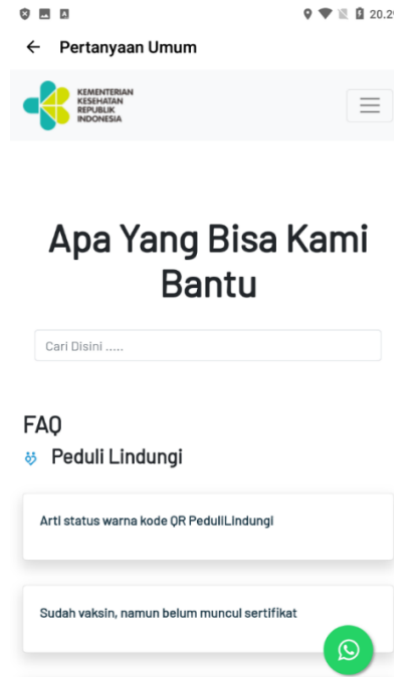 20.29
Pertanyaan Umum
KEMENTERIAN
KESEHATAN
REPUBLIK
INDONESIA
Apa Yang Bisa Kami
Bantu
Cari Disini .....
FAQ
Peduli Lindungi
Arti status warna kode QR PeduliLindungi
Sudah vaksin, namun belum muncul sertifikat